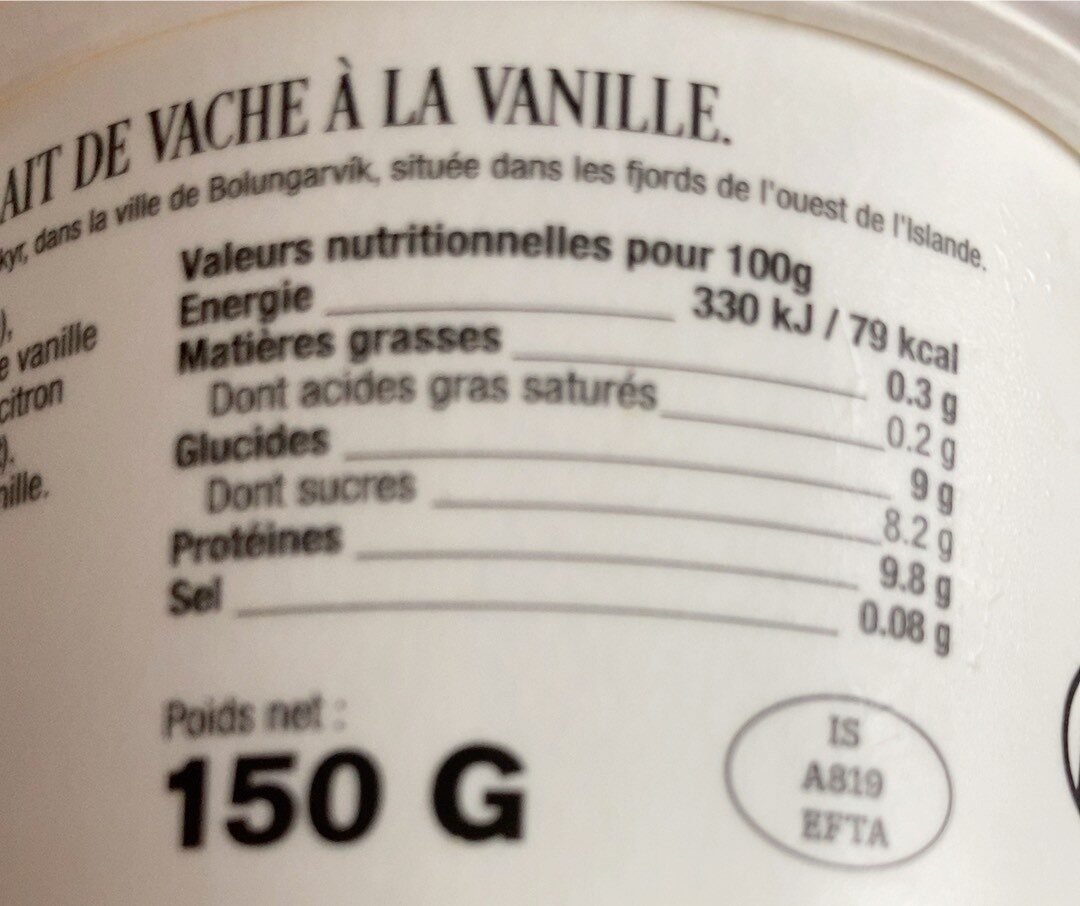 AIT DE VACHE À LA VANILLE.
kyr, dans la ville de Bolungarvík, située dans les fjords de l'ouest de l'Islande.
),
e vanille
citron
).
nille.
Valeurs nutritionnelles pour 100g
Energie 330 kJ / 79 kcal
Matières grasses 0.3 g
Dont acides gras saturés 0.2 g
Glucides 9 g
Dont sucres 8.2 g
Protéines 9.8 g
Sel 0.08 g
Poids net :
150 G
IS
A819
EFTA